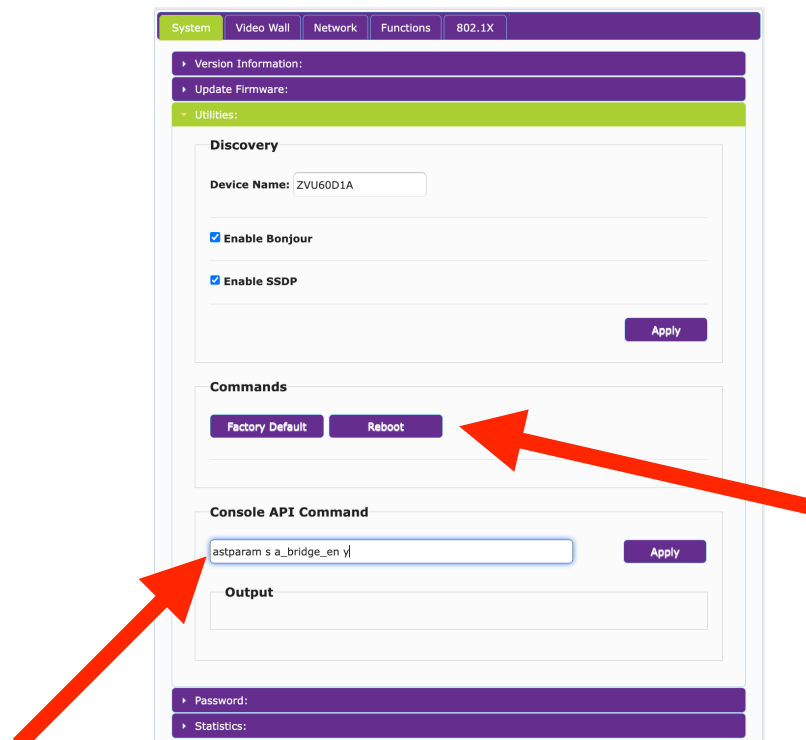 System Video Wall Network Functions 802.1X
Version Information:
Update Firmware:
Utilities:
Discovery
Device Name: ZVU60D1A
Enable Bonjour
Enable SSDP
Apply
Commands
Factory Default Reboot
Console API Command
astparam s a_bridge_en y Apply
Output
Password:
Statistics: